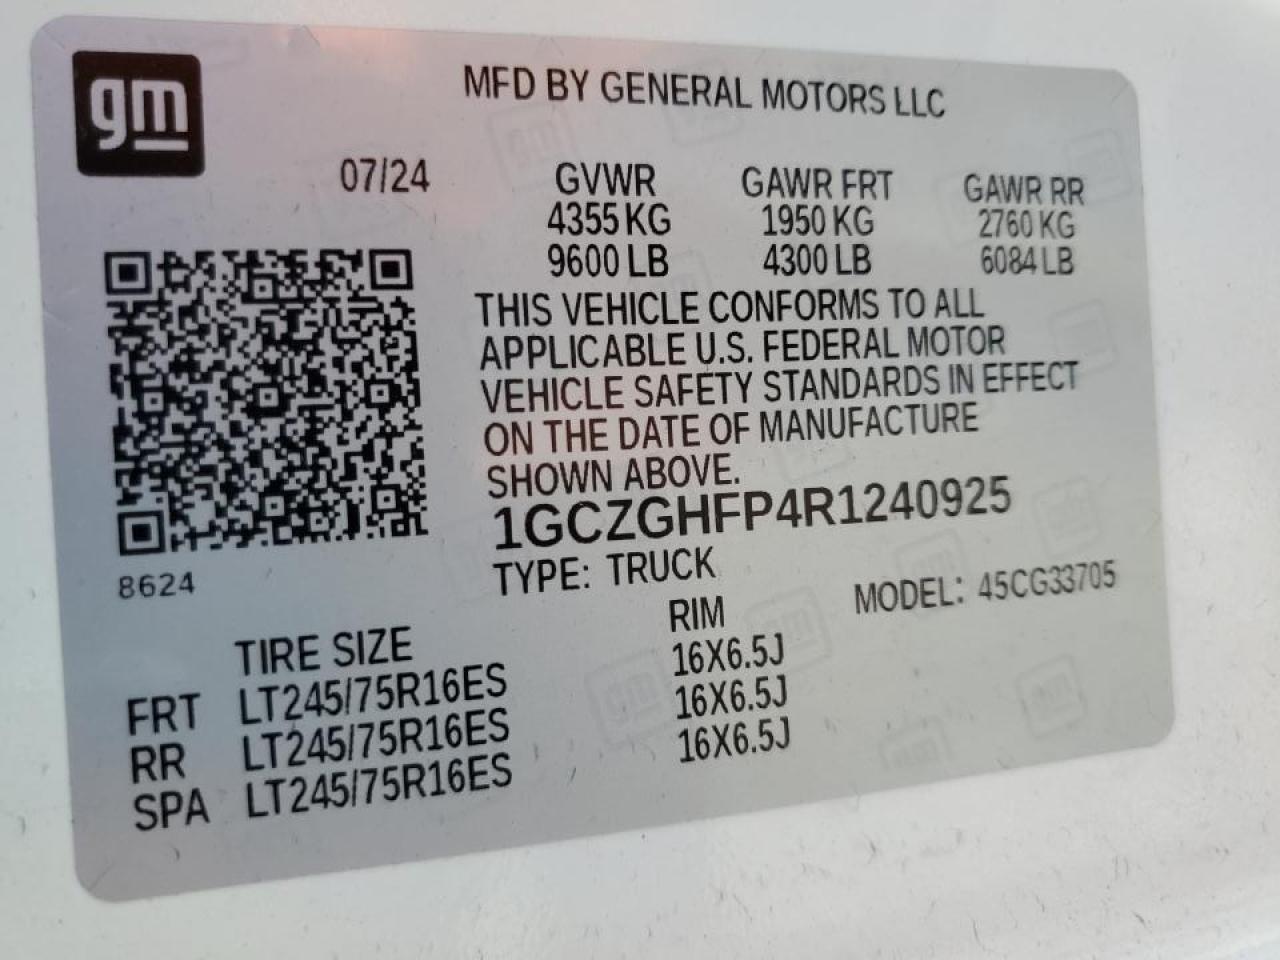 gm
MFD BY GENERAL MOTORS LLC
07/24
GVWR GAWR FRT GAWR RR
4355 KG 1950 KG 2760 KG
9600 LB 4300 LB 6084 LB
THIS VEHICLE CONFORMS TO ALL
APPLICABLE U.S. FEDERAL MOTOR
VEHICLE SAFETY STANDARDS IN EFFECT
ON THE DATE OF MANUFACTURE
SHOWN ABOVE.
1GCZGHFP4R1240925
8624
TYPE: TRUCK MODEL: 45CG33705
TIRE SIZE RIM
FRT LT245/75R16ES 16X6.5J
RR LT245/75R16ES 16X6.5J
SPA LT245/75R16ES 16X6.5J